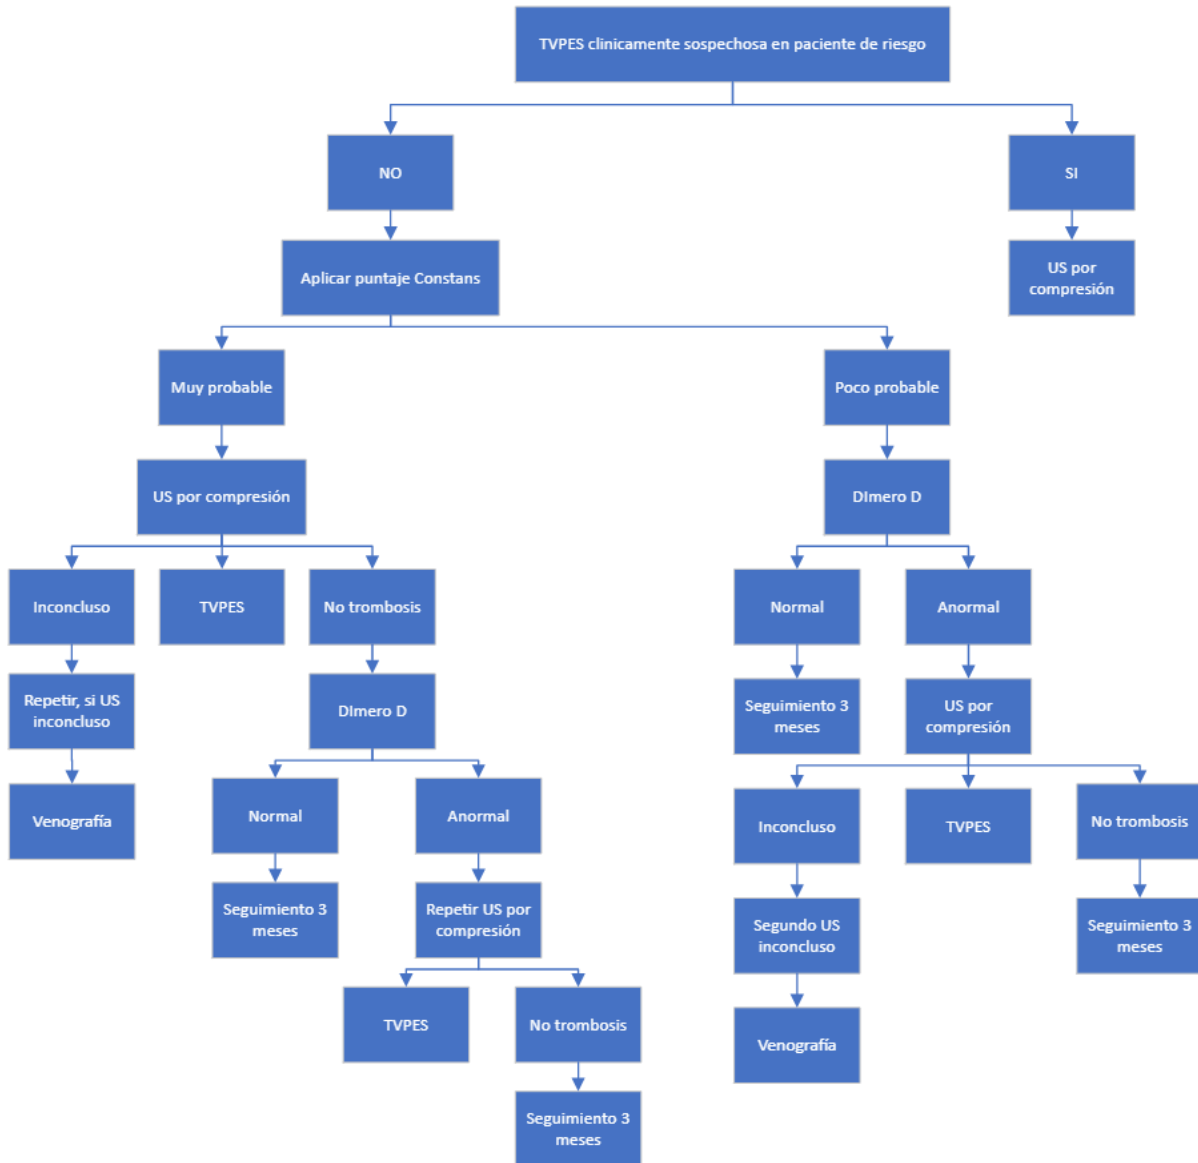 TVPES clinicamente sospechosa en paciente de riesgo
NO
SI
Aplicar puntaje Constans
US por
compresión
Muy probable
Poco probable
US por compresión
DImero D
Inconcluso
TVPES
No trombosis
Normal
Anormal
Repetir, si US
inconcluso
DImero D
Seguimiento 3
meses
US por
compresión
Venografía
Normal
Anormal
Inconcluso
TVPES
No trombosis
Seguimiento 3
meses
Repetir US por
compresión
Segundo US
inconcluso
Seguimiento 3
meses
TVPES
No trombosis
Venografía
Seguimiento 3
meses